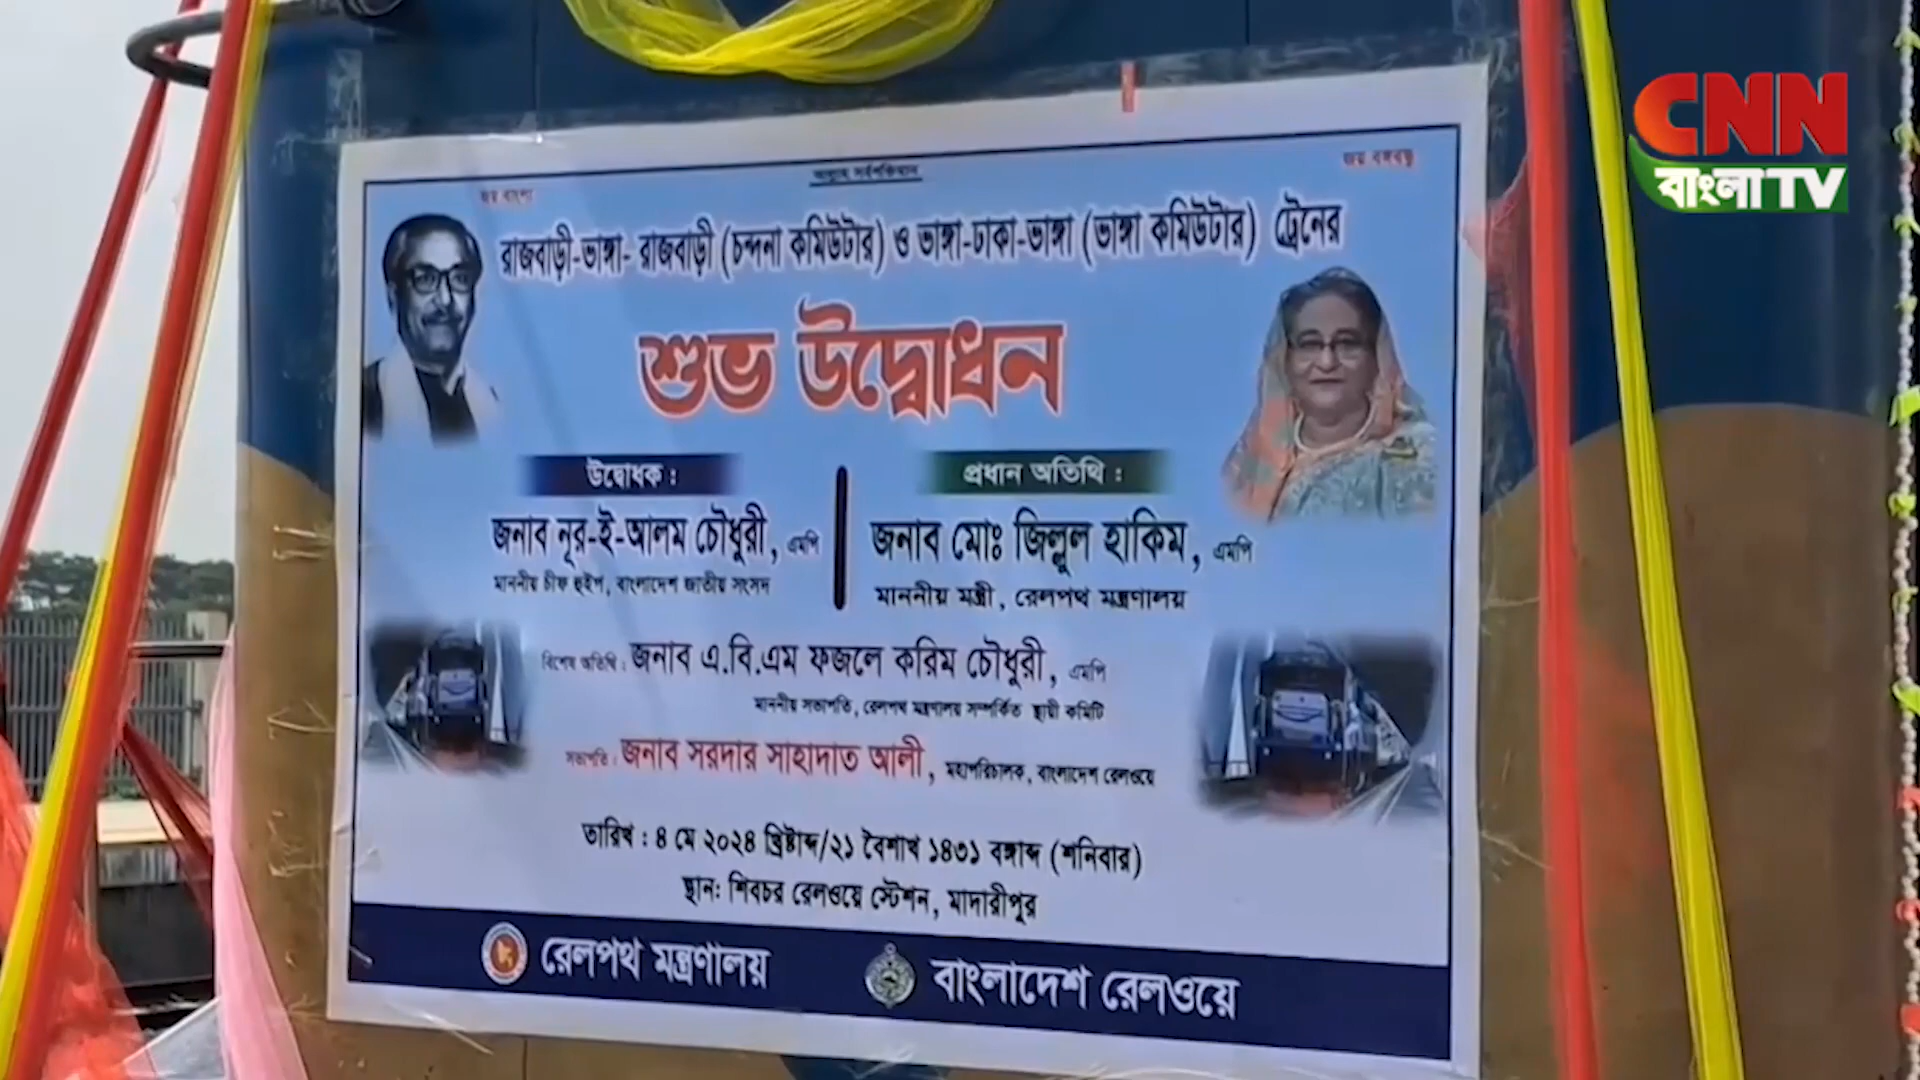 CNN
বাংলা TV
জয় বাংলা
আল্লাহ সর্বশক্তিমান
জয় বঙ্গবন্ধু
রাজবাড়ী-ভাঙ্গা- রাজবাড়ী (চন্দনা কমিউটার) ও ভাঙ্গা-ঢাকা-ভাঙ্গা (ভাঙ্গা কমিউটার) ট্রেনের
শুভ উদ্বোধন
উদ্বোধক :
জনাব নূর-ই-আলম চৌধুরী, এমপি
মাননীয় চীফ হুইপ, বাংলাদেশ জাতীয় সংসদ
প্রধান অতিথি :
জনাব মোঃ জিল্লুল হাকিম, এমপি
মাননীয় মন্ত্রী, রেলপথ মন্ত্রণালয়
বিশেষ অতিথি : জনাব এ.বি.এম ফজলে করিম চৌধুরী, এমপি
মাননীয় সভাপতি, রেলপথ মন্ত্রণালয় সম্পর্কিত স্থায়ী কমিটি
সভাপতি : জনাব সরদার সাহাদাত আলী, মহাপরিচালক, বাংলাদেশ রেলওয়ে
তারিখ : ৪ মে ২০২৪ খ্রিষ্টাব্দ/২১ বৈশাখ ১৪৩১ বঙ্গাব্দ (শনিবার)
স্থান: শিবচর রেলওয়ে স্টেশন, মাদারীপুর
রেলপথ মন্ত্রণালয়
বাংলাদেশ রেলওয়ে